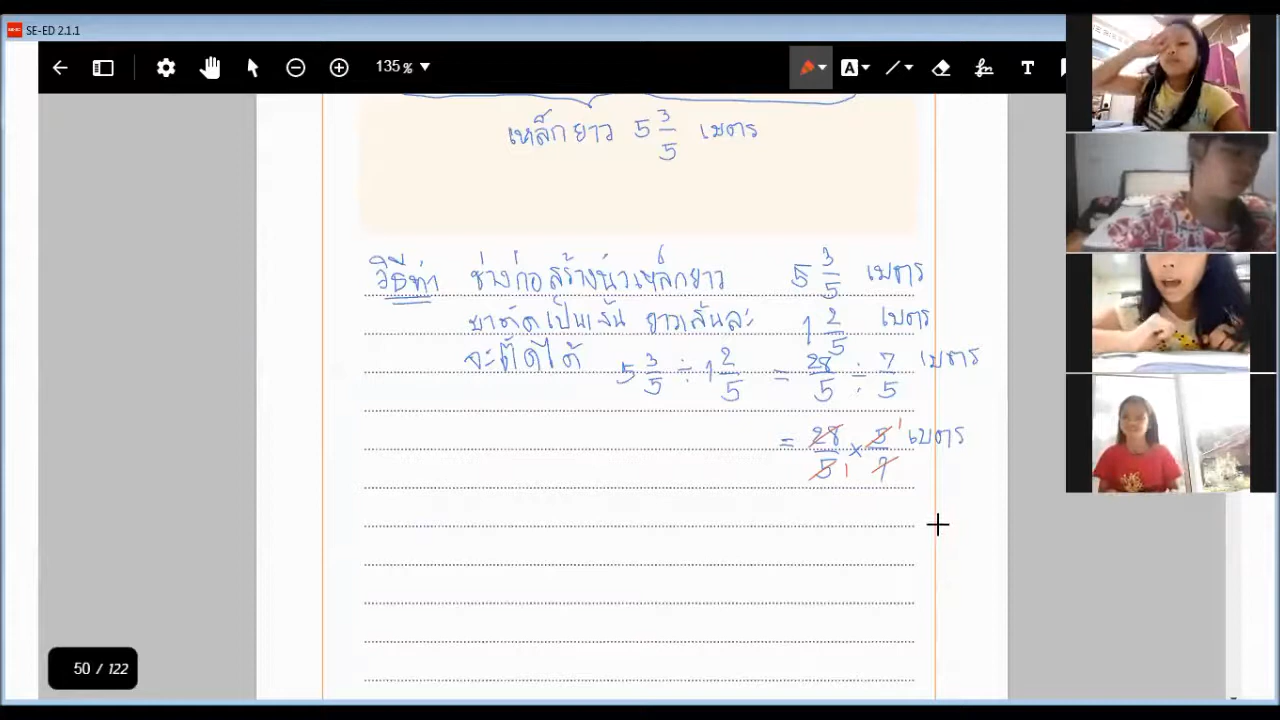 SE-ED 2.1.1
135 %
A
T
เหล็กยาว 5 3/5 เมตร
วิธีทำ ช่างก่อสร้างนำเหล็กยาว 5 3/5 เมตร
มาตัดเป็นเส้น ยาวเส้นละ 1 2/5 เมตร
จะตัดได้ 5 3/5 ÷ 1 2/5 = 28/5 ÷ 7/5 เมตร
= 28/5 1 × 5/7 1 เมตร
50 / 122